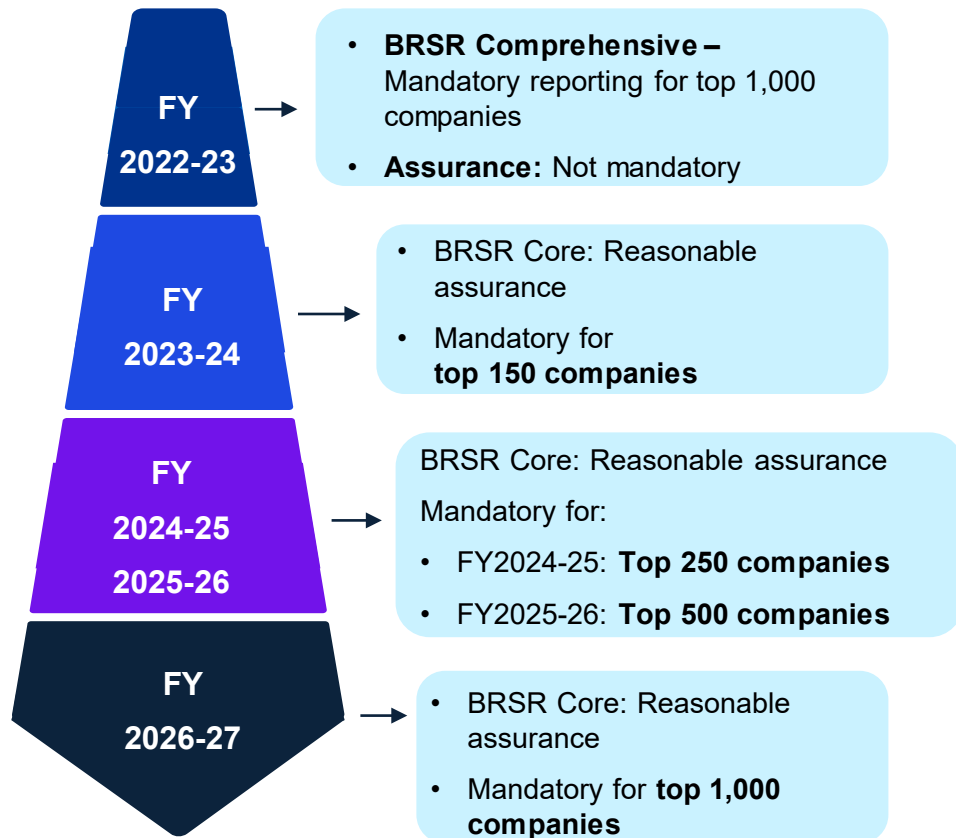 FY
2022-23
• BRSR Comprehensive –
Mandatory reporting for top 1,000
companies
• Assurance: Not mandatory
FY
2023-24
• BRSR Core: Reasonable
assurance
• Mandatory for
top 150 companies
FY
2024-25
2025-26
BRSR Core: Reasonable assurance
Mandatory for:
• FY2024-25: Top 250 companies
• FY2025-26: Top 500 companies
FY
2026-27
• BRSR Core: Reasonable
assurance
• Mandatory for top 1,000
companies